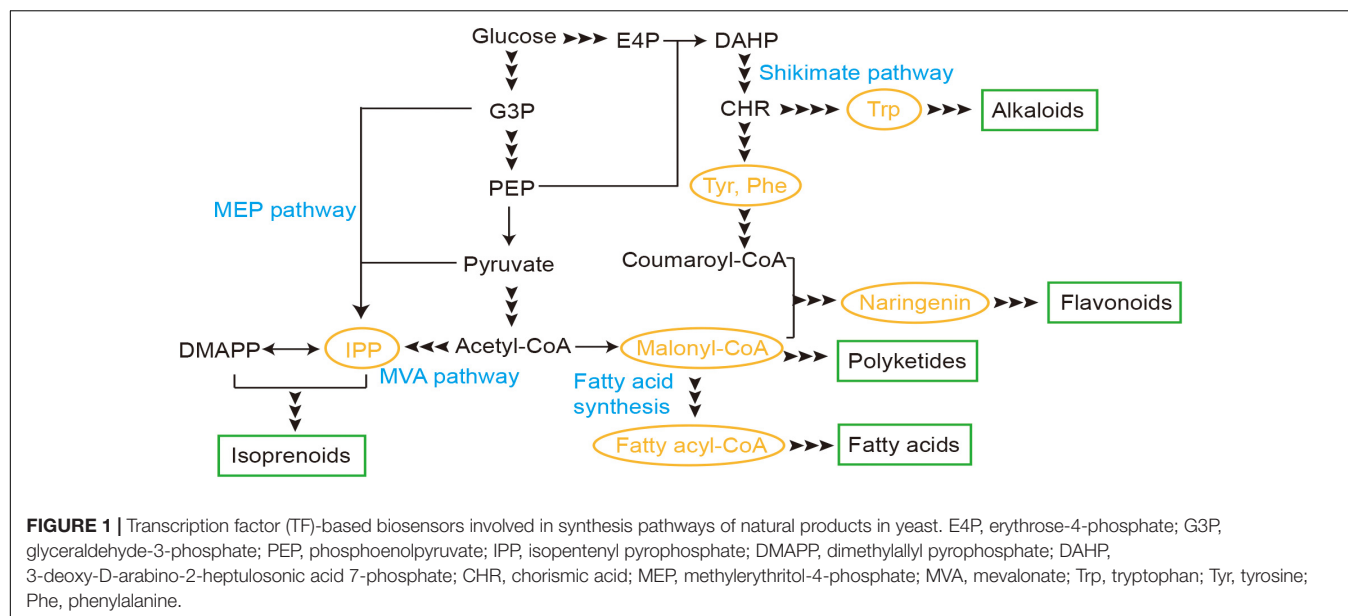 Glucose E4P DAHP
Shikimate pathway
G3P CHR Trp Alkaloids
PEP Tyr, Phe
MEP pathway
Pyruvate Coumaroyl-CoA
Naringenin Flavonoids
DMAPP IPP Acetyl-CoA Malonyl-CoA Polyketides
MVA pathway Fatty acid
synthesis
Isoprenoids Fatty acyl-CoA Fatty acids
FIGURE 1 | Transcription factor (TF)-based biosensors involved in synthesis pathways of natural products in yeast. E4P, erythrose-4-phosphate; G3P,
glyceraldehyde-3-phosphate; PEP, phosphoenolpyruvate; IPP, isopentenyl pyrophosphate; DMAPP, dimethylallyl pyrophosphate; DAHP,
3-deoxy-D-arabino-2-heptulosonic acid 7-phosphate; CHR, chorismic acid; MEP, methylerythritol-4-phosphate; MVA, mevalonate; Trp, tryptophan; Tyr, tyrosine;
Phe, phenylalanine.